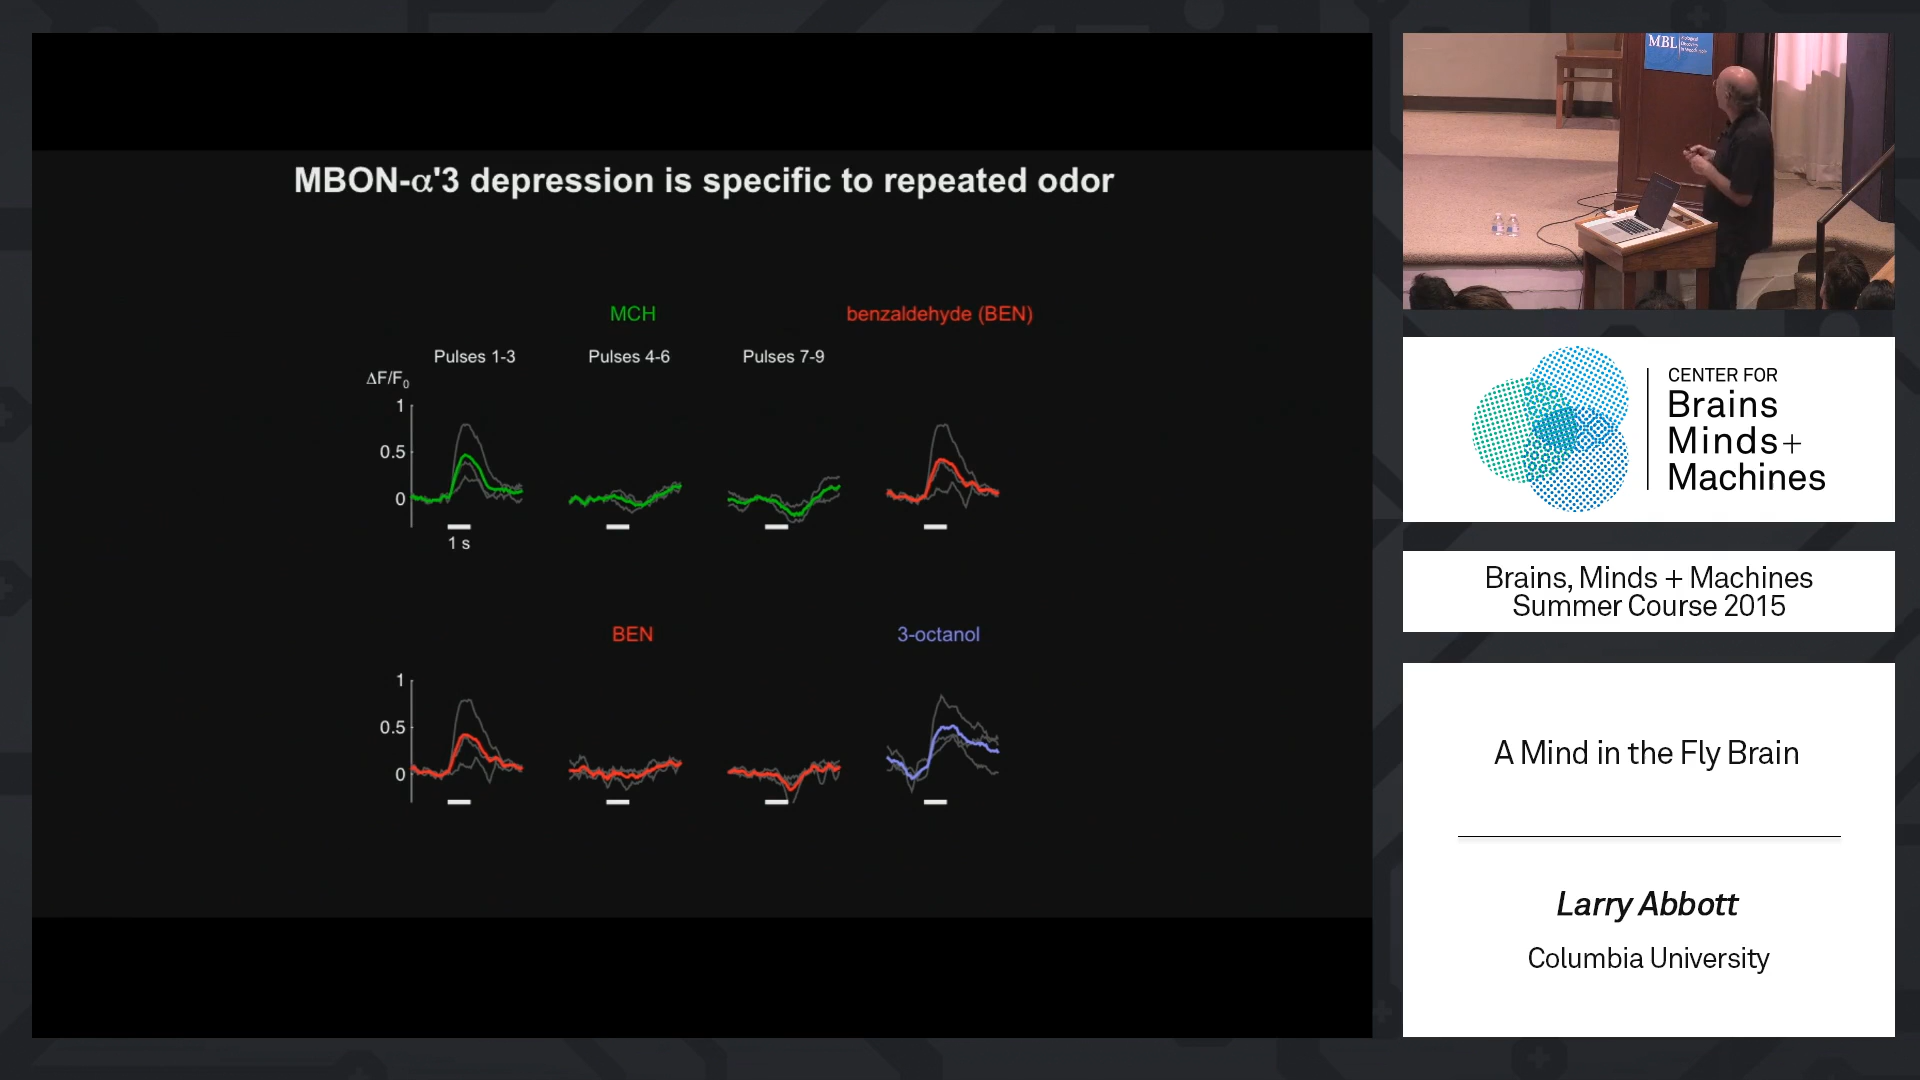 MBON-α'3 depression is specific to repeated odor
MCH
benzaldehyde (BEN)
Pulses 1-3
Pulses 4-6
Pulses 7-9
ΔF/F0
1
0.5
0
1 s
BEN
3-octanol
1
0.5
0
MBL
CENTER FOR
Brains
Minds+
Machines
Brains, Minds + Machines
Summer Course 2015
A Mind in the Fly Brain
Larry Abbott
Columbia University